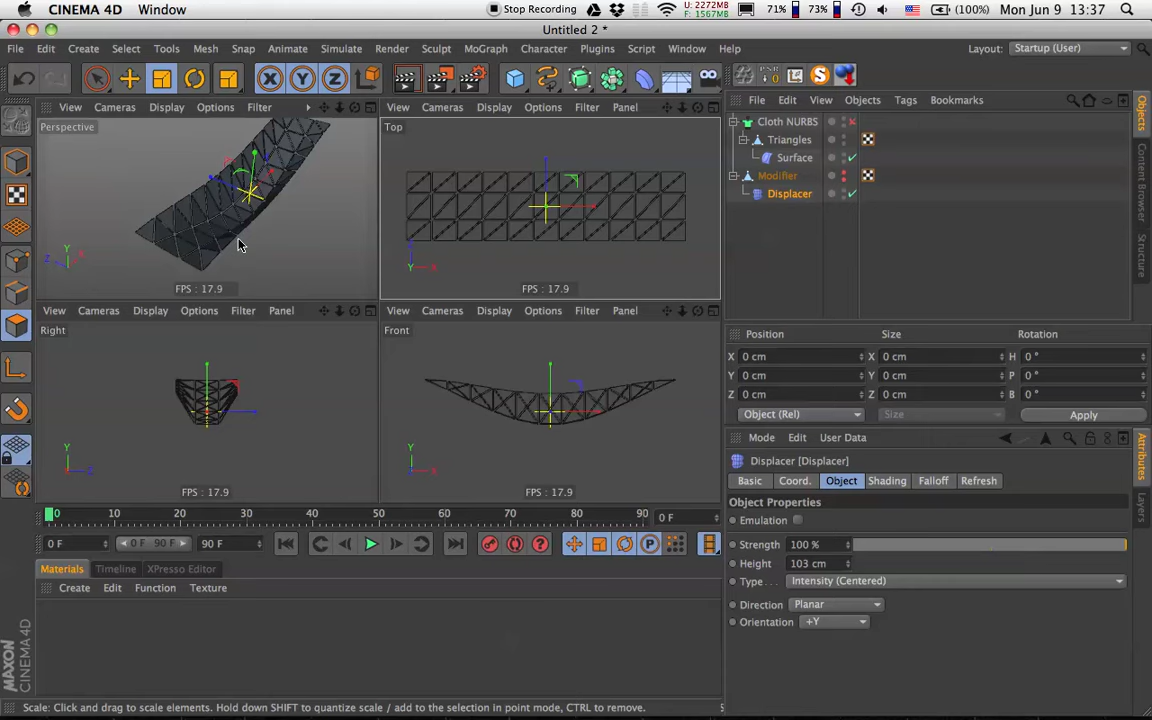 CINEMA 4D Window Stop Recording U: 2272MB F: 1567MB 71% 73% (100%) Mon Jun 9 13:37
Untitled 2 *
File Edit Create Select Tools Mesh Snap Animate Simulate Render Sculpt MoGraph Character Plugins Script Window Help Layout: Startup (User)
X Y Z PSR 0 S
View Cameras Display Options Filter
View Cameras Display Options Filter Panel
File Edit View Objects Tags Bookmarks
Perspective
Top
Cloth NURBS
Triangles
Surface
Modifier
Displacer
Y
Z X
Y X
FPS : 17.9
FPS : 17.9
View Cameras Display Options Filter Panel
View Cameras Display Options Filter Panel
Right
Front
Y
Z
Y
X
FPS : 17.9
FPS : 17.9
Position Size Rotation
X 0 cm X 0 cm H 0 °
Y 0 cm Y 0 cm P 0 °
Z 0 cm Z 0 cm B 0 °
Object (Rel) Size Apply
Mode Edit User Data
Displacer [Displacer]
Basic Coord. Object Shading Falloff Refresh
Object Properties
Emulation
Strength 100 %
Height 103 cm
Type . . . Intensity (Centered)
Direction Planar
Orientation +Y
0 10 20 30 40 50 60 70 80 90 0 F
0 F 0 F 90 F 90 F
P
Materials Timeline XPresso Editor
Create Edit Function Texture
Objects
Content Browser
Structure
Attributes
Layers
MAXON CINEMA 4D
Scale: Click and drag to scale elements. Hold down SHIFT to quantize scale / add to the selection in point mode, CTRL to remove.